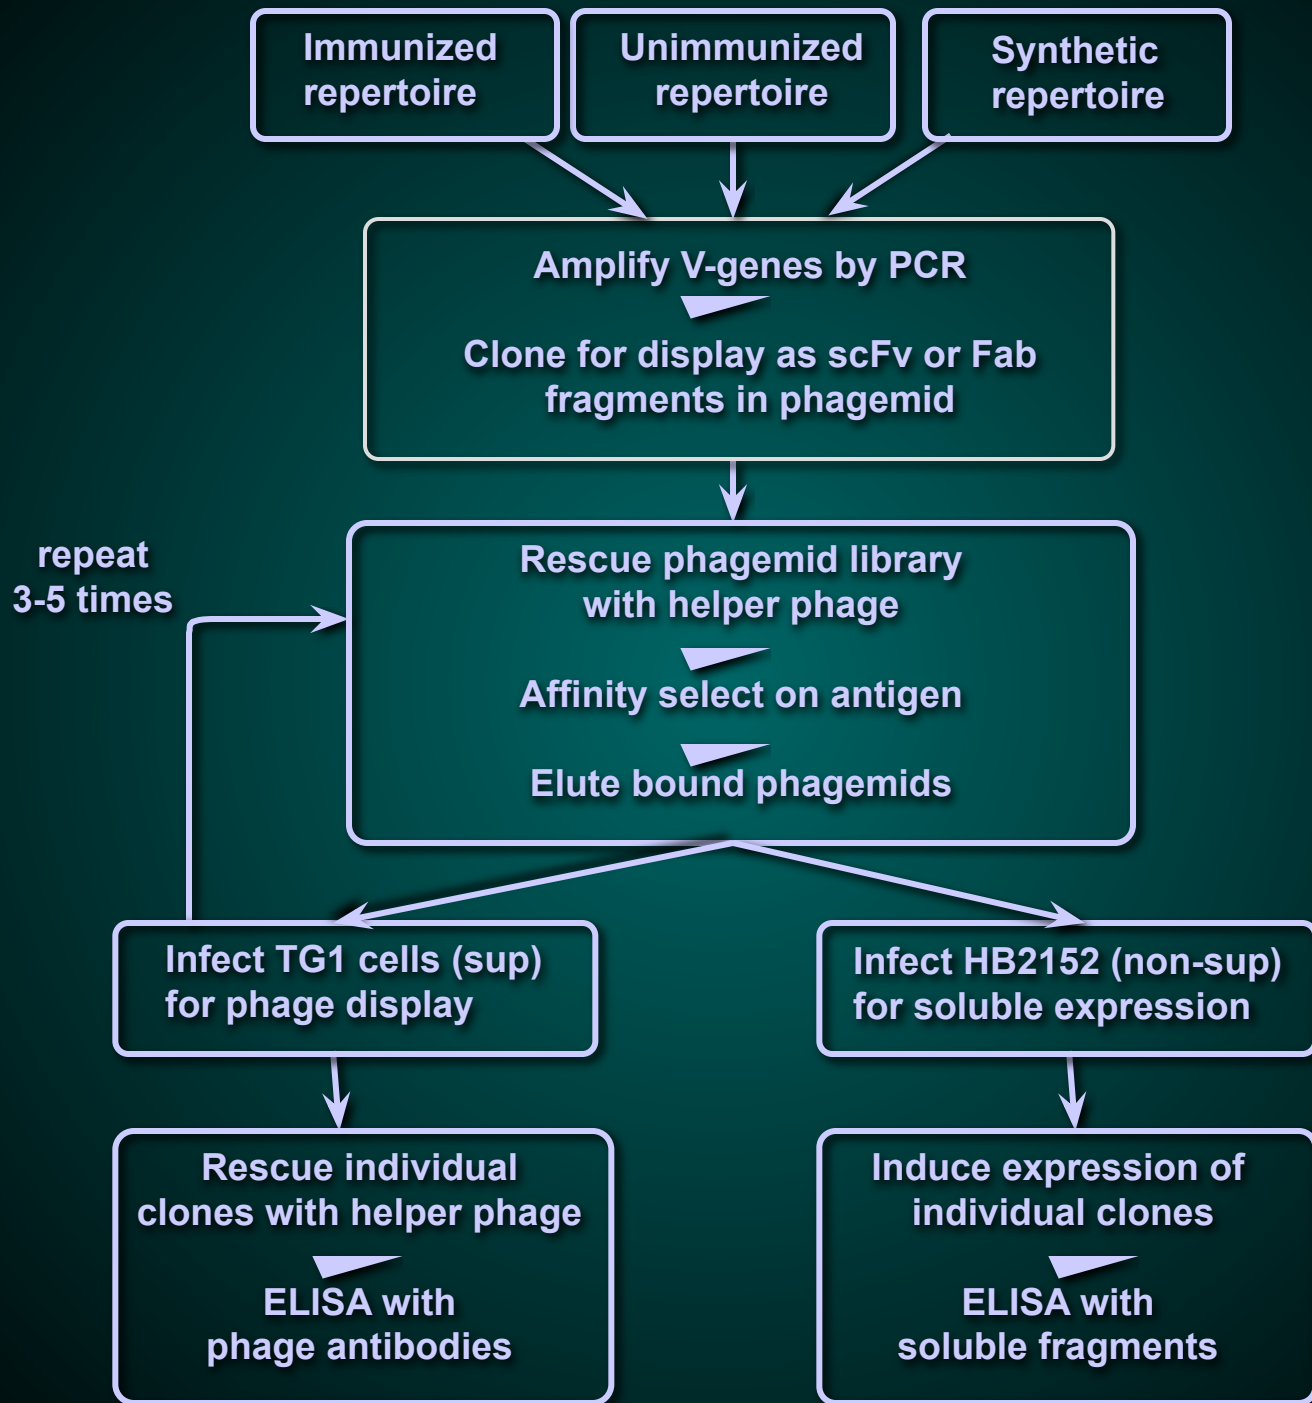 Immunized
repertoire
Unimmunized
repertoire
Synthetic
repertoire
Amplify V-genes by PCR
Clone for display as scFv or Fab
fragments in phagemid
repeat
3-5 times
Rescue phagemid library
with helper phage
Affinity select on antigen
Elute bound phagemids
Infect TG1 cells (sup)
for phage display
Infect HB2152 (non-sup)
for soluble expression
Rescue individual
clones with helper phage
ELISA with
phage antibodies
Induce expression of
individual clones
ELISA with
soluble fragments